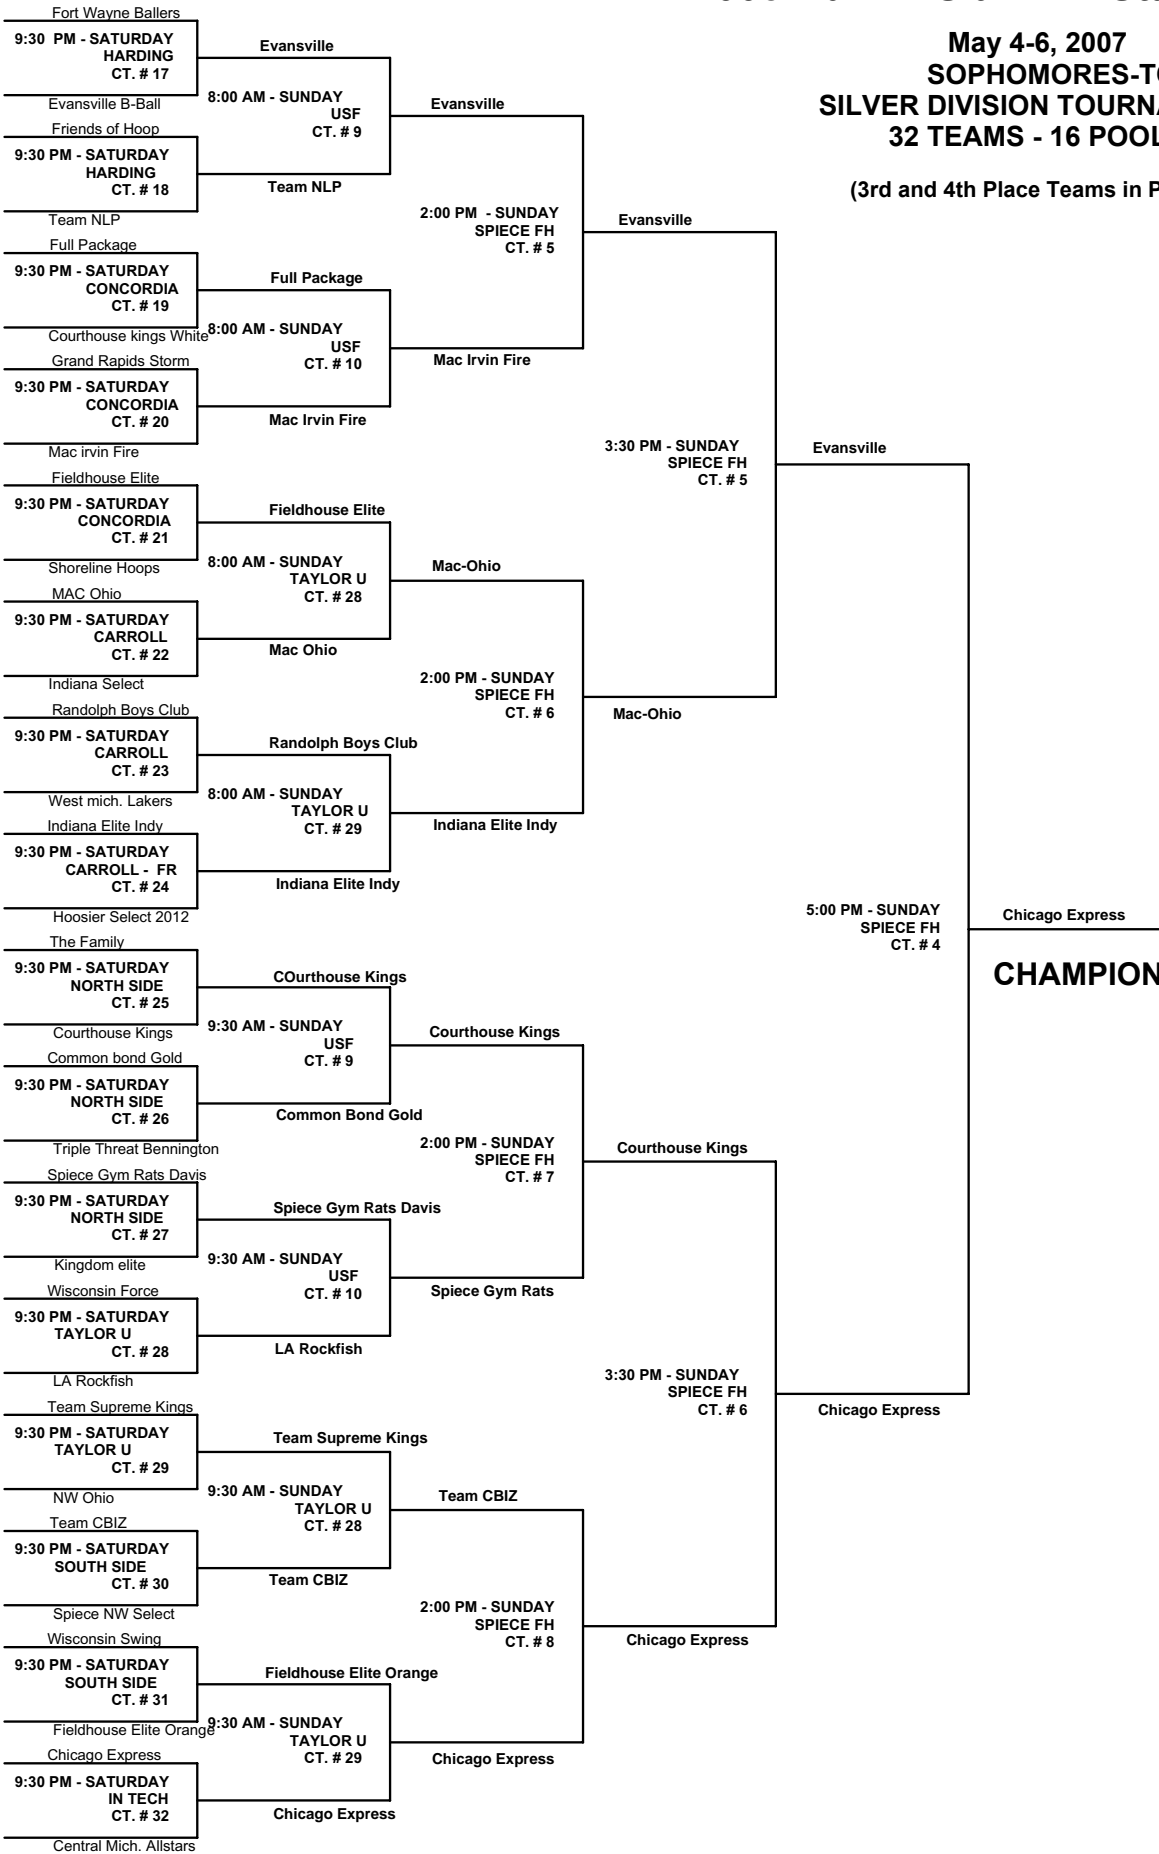 May 4-6, 2007
SOPHOMORES-T
SILVER DIVISION TOURN
32 TEAMS - 16 POOL
(3rd and 4th Place Teams in P
Fort Wayne Ballers
9:30 PM - SATURDAY
HARDING
CT. # 17
Evansville B-Ball
Friends of Hoop
9:30 PM - SATURDAY
HARDING
CT. # 18
Team NLP
Full Package
9:30 PM - SATURDAY
CONCORDIA
CT. # 19
Courthouse kings White
Grand Rapids Storm
9:30 PM - SATURDAY
CONCORDIA
CT. # 20
Mac irvin Fire
Fieldhouse Elite
9:30 PM - SATURDAY
CONCORDIA
CT. # 21
Shoreline Hoops
MAC Ohio
9:30 PM - SATURDAY
CARROLL
CT. # 22
Indiana Select
Randolph Boys Club
9:30 PM - SATURDAY
CARROLL
CT. # 23
West mich. Lakers
Indiana Elite Indy
9:30 PM - SATURDAY
CARROLL - FR
CT. # 24
Hoosier Select 2012
The Family
9:30 PM - SATURDAY
NORTH SIDE
CT. # 25
Courthouse Kings
Common bond Gold
9:30 PM - SATURDAY
NORTH SIDE
CT. # 26
Triple Threat Bennington
Spiece Gym Rats Davis
9:30 PM - SATURDAY
NORTH SIDE
CT. # 27
Kingdom elite
Wisconsin Force
9:30 PM - SATURDAY
TAYLOR U
CT. # 28
LA Rockfish
Team Supreme Kings
9:30 PM - SATURDAY
TAYLOR U
CT. # 29
NW Ohio
Team CBIZ
9:30 PM - SATURDAY
SOUTH SIDE
CT. # 30
Spiece NW Select
Wisconsin Swing
9:30 PM - SATURDAY
SOUTH SIDE
CT. # 31
Fieldhouse Elite Orange
Chicago Express
9:30 PM - SATURDAY
IN TECH
CT. # 32
Central Mich. Allstars
Evansville
8:00 AM - SUNDAY
USF
CT. # 9
Team NLP
Full Package
8:00 AM - SUNDAY
USF
CT. # 10
Mac Irvin Fire
Fieldhouse Elite
8:00 AM - SUNDAY
TAYLOR U
CT. # 28
Mac Ohio
Randolph Boys Club
8:00 AM - SUNDAY
TAYLOR U
CT. # 29
Indiana Elite Indy
COurthouse Kings
9:30 AM - SUNDAY
USF
CT. # 9
Common Bond Gold
Spiece Gym Rats Davis
9:30 AM - SUNDAY
USF
CT. # 10
LA Rockfish
Team Supreme Kings
9:30 AM - SUNDAY
TAYLOR U
CT. # 28
Team CBIZ
Fieldhouse Elite Orange
9:30 AM - SUNDAY
TAYLOR U
CT. # 29
Chicago Express
Evansville
2:00 PM - SUNDAY
SPIECE FH
CT. # 5
Mac Irvin Fire
Mac-Ohio
2:00 PM - SUNDAY
SPIECE FH
CT. # 6
Indiana Elite Indy
Courthouse Kings
2:00 PM - SUNDAY
SPIECE FH
CT. # 7
Spiece Gym Rats
Team CBIZ
2:00 PM - SUNDAY
SPIECE FH
CT. # 8
Chicago Express
Evansville
3:30 PM - SUNDAY
SPIECE FH
CT. # 5
Mac-Ohio
Courthouse Kings
3:30 PM - SUNDAY
SPIECE FH
CT. # 6
Chicago Express
Evansville
5:00 PM - SUNDAY
SPIECE FH
CT. # 4
Chicago Express
Chicago Express
CHAMPION